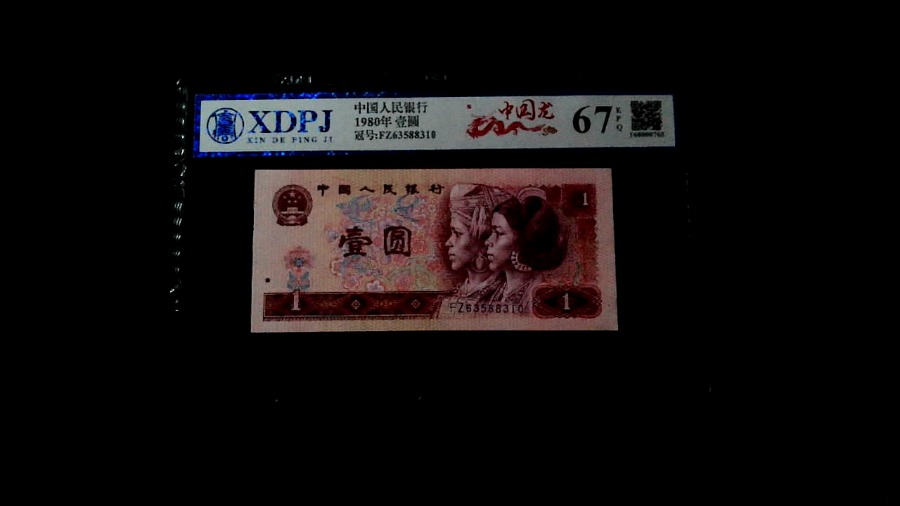 XDPJ
XIN DE PING JI
中国人民银行
1980年 壹圓
冠号:FZ63588310
中国龙
67
EPQ
中国人民银行
1
壹圆
1
1
FZ63588310